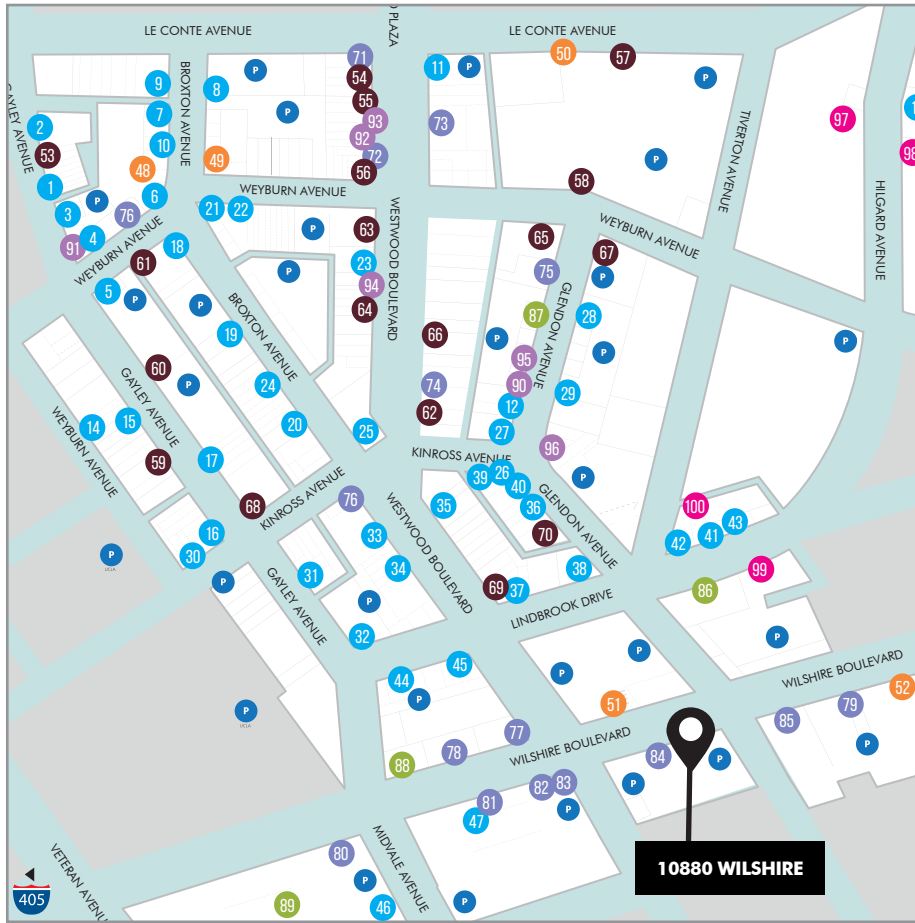 LE CONTE AVENUE
D PLAZA
LE CONTE AVENUE
71
50
57
54
P
11
P
P
9
8
55
BROXTON AVENUE
7
P
93
73
97
1
GAYLEY AVENUE
2
10
92
TIVERTON AVENUE
98
53
48
49
72
P
56
58
1
6
WEYBURN AVENUE
HILGARD AVENUE
P
3
76
21
22
WESTWOOD BOULEVARD
WEYBURN AVENUE
91
4
18
P
63
65
67
WEYBURN AVENUE
61
P
23
75
P
5
P
94
P
64
87
28
GLENDON AVENUE
BROXTON AVENUE
19
66
P
P
P
60
95
GAYLEY AVENUE
P
24
74
90
29
WEYBURN AVENUE
14
15
20
62
12
25
27
96
59
17
KINROSS AVENUE
39
26
P
KINROSS AVENUE
68
76
WESTWOOD BOULEVARD
35
40
36
GLENDON AVENUE
100
43
16
33
70
42
41
P
UCLA
30
31
34
38
99
GAYLEY AVENUE
P
69
37
86
P
LINDBROOK DRIVE
32
P
P
45
P
WILSHIRE BOULEVARD
44
P
52
P
UCLA
51
79
77
85
78
WILSHIRE BOULEVARD
P
88
84
P
P
82
83
81
P
47
MIDVALE AVENUE
80
10880 WILSHIRE
VETERAN AVENUE
P
405
89
46
P